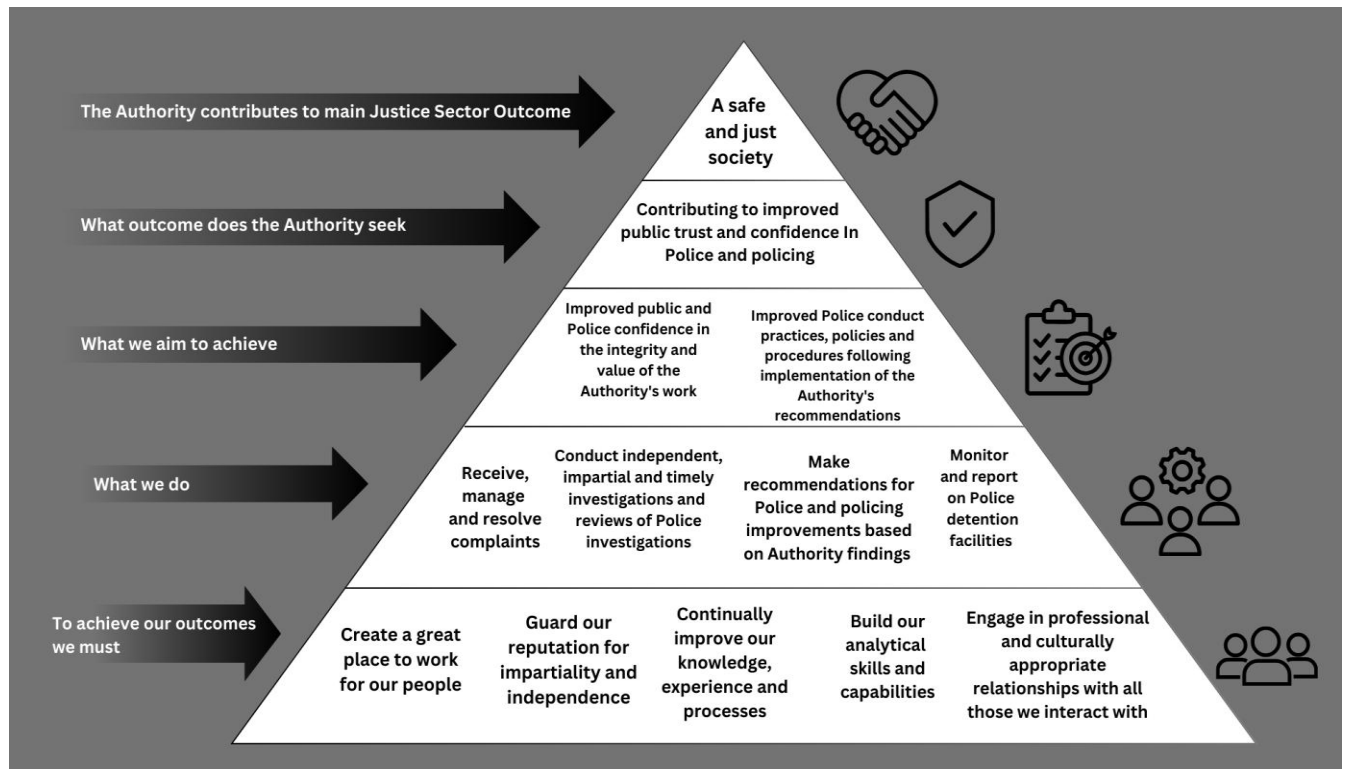 The Authority contributes to main Justice Sector Outcome
A safe
and just
society
What outcome does the Authority seek
Contributing to improved
public trust and confidence In
Police and policing
What we aim to achieve
Improved public and
Police confidence in
the integrity and
value of the
Authority's work
Improved Police conduct
practices, policies and
procedures following
implementation of the
Authority's
recommendations
What we do
Receive,
manage
and resolve
complaints
Conduct independent,
impartial and timely
investigations and
reviews of Police
investigations
Make
recommendations for
Police and policing
improvements based
on Authority findings
Monitor
and report
on Police
detention
facilities
To achieve our outcomes
we must
Create a great
place to work
for our people
Guard our
reputation for
impartiality and
independence
Continually
improve our
knowledge,
experience and
processes
Build our
analytical
skills and
capabilities
Engage in professional
and culturally
appropriate
relationships with all
those we interact with